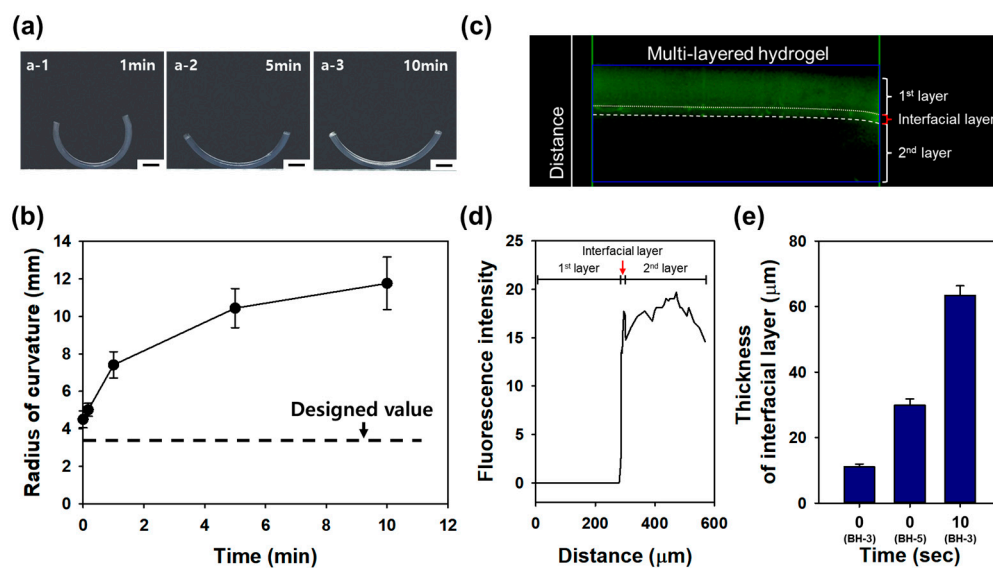 (a)
a-1 1min
a-2 5min
a-3 10min
(b)
14
12
10
8
6
4
2
0
Radius of curvature (mm)
Designed value
0 2 4 6 8 10 12
Time (min)
(c)
Multi-layered hydrogel
Distance
1st layer
Interfacial layer
2nd layer
(d)
25
20
15
10
5
0
Fluorescence intensity
Interfacial layer
1st layer 2nd layer
0 200 400 600
Distance (μm)
(e)
80
60
40
20
0
Thickness
of interfacial layer (μm)
0 0 10
(BH-3) (BH-5) (BH-3)
Time (sec)